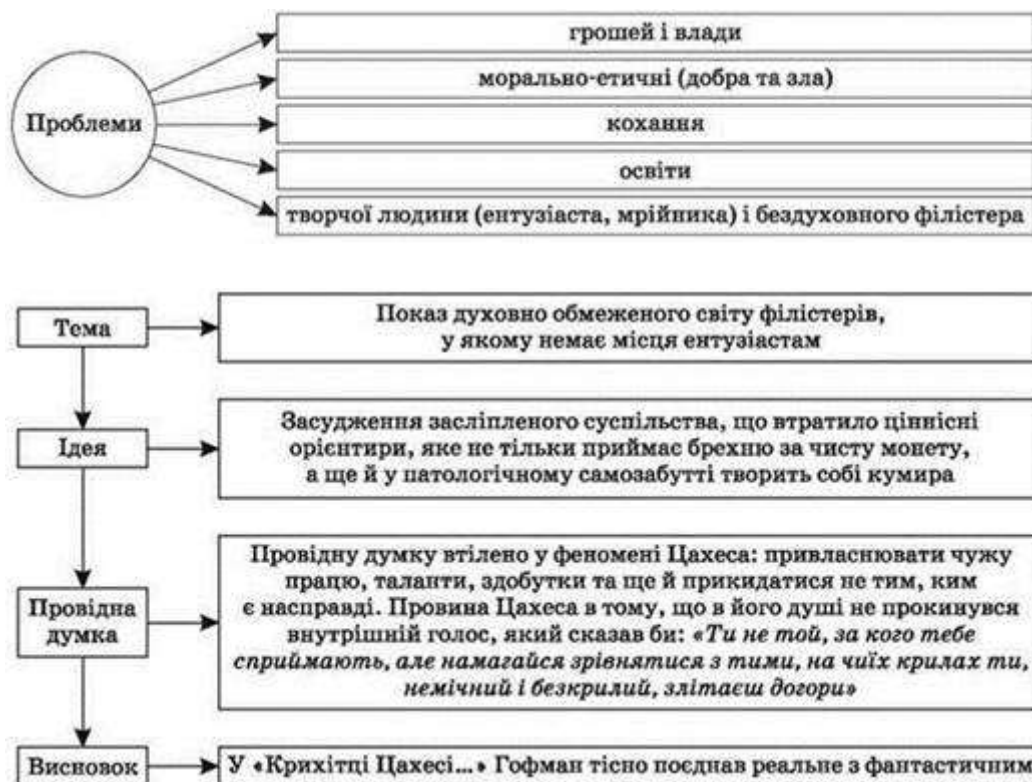 грошей і влади
морально-етичні (добра та зла)
Проблеми
кохання
освіти
творчої людини (ентузіаста, мрійника) і бездуховного філістера
Тема
Показ духовно обмеженого світу філістерів,
у якому немає місця ентузіастам
Ідея
Засудження засліпленого суспільства, що втратило ціннісні
орієнтири, яке не тільки приймає брехню за чисту монету,
а ще й у патологічному самозабутті творить собі кумира
Провідна
думка
Провідну думку втілено у феномені Цахеса: привласнювати чужу
працю, таланти, здобутки та ще й прикидатися не тим, ким
є насправді. Провина Цахеса в тому, що в його душі не прокинувся
внутрішній голос, який сказав би: «Ти не той, за кого тебе
сприймають, але намагайся зрівнятися з тими, на чиїх крилах ти,
немічний і безкрилий, злітаєш догори»
Висновок
У «Крихітці Цахесі...» Гофман тісно поєднав реальне з фантастичним